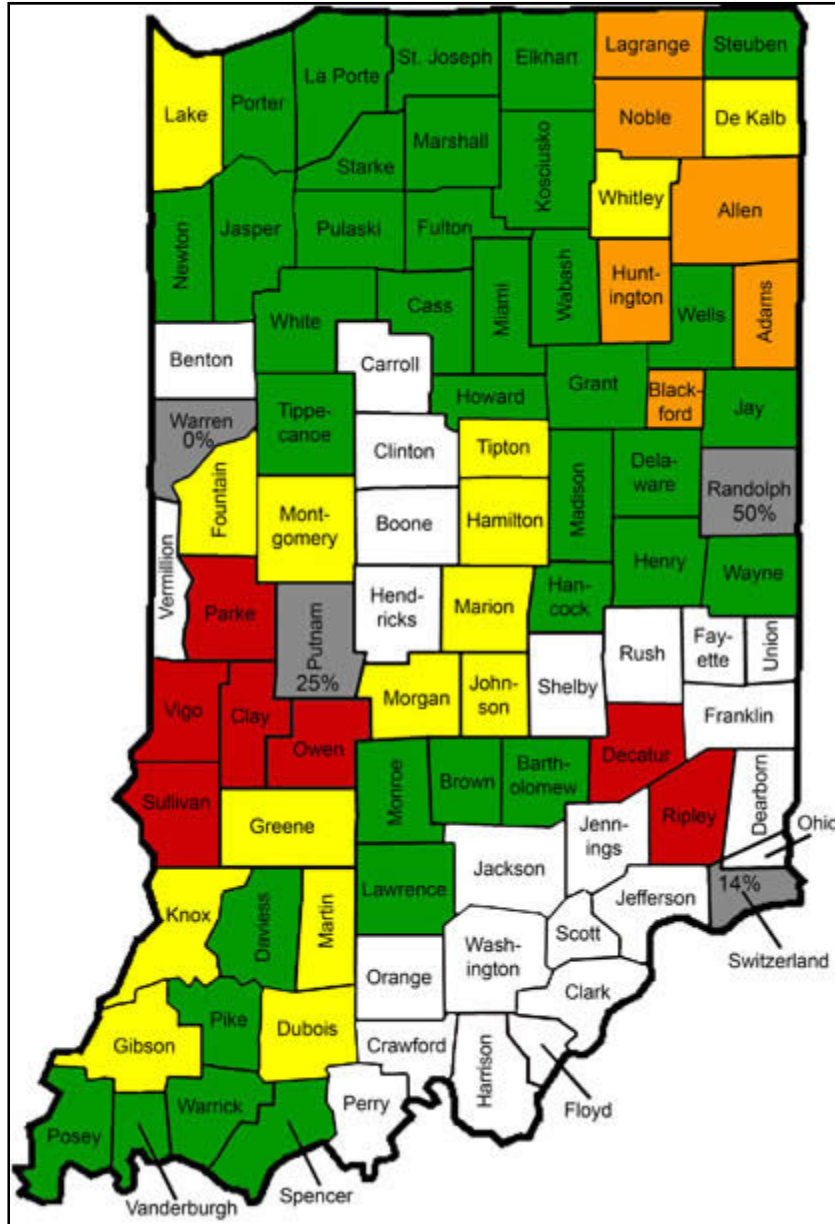 Lagrange
Steuben
St. Joseph
Elkhart
La Porte
Porter
Lake
Noble
De Kalb
Marshall
Starke
Kosciusko
Whitley
Allen
Newton
Jasper
Pulaski
Fulton
Miami
Wabash
Hunt-
ington
Wells
Adams
White
Cass
Benton
Carroll
Grant
Black-
ford
Jay
Howard
Warren
0%
Tippe-
canoe
Clinton
Tipton
Madison
Dela-
ware
Randolph
50%
Fountain
Mont-
gomery
Boone
Hamilton
Henry
Wayne
Vermillion
Parke
Putnam
25%
Hend-
ricks
Marion
Han-
cock
Rush
Fay-
ette
Union
Shelby
Morgan
John-
son
Franklin
Vigo
Clay
Owen
Decatur
Monroe
Brown
Barth-
olomew
Dearborn
Sullivan
Greene
Ripley
Ohio
Jenn-
ings
Jackson
Lawrence
Jefferson
14%
Knox
Daviess
Martin
Scott
Switzerland
Orange
Wash-
ington
Clark
Pike
Dubois
Gibson
Crawford
Harrison
Floyd
Perry
Warrick
Posey
Spencer
Vanderburgh